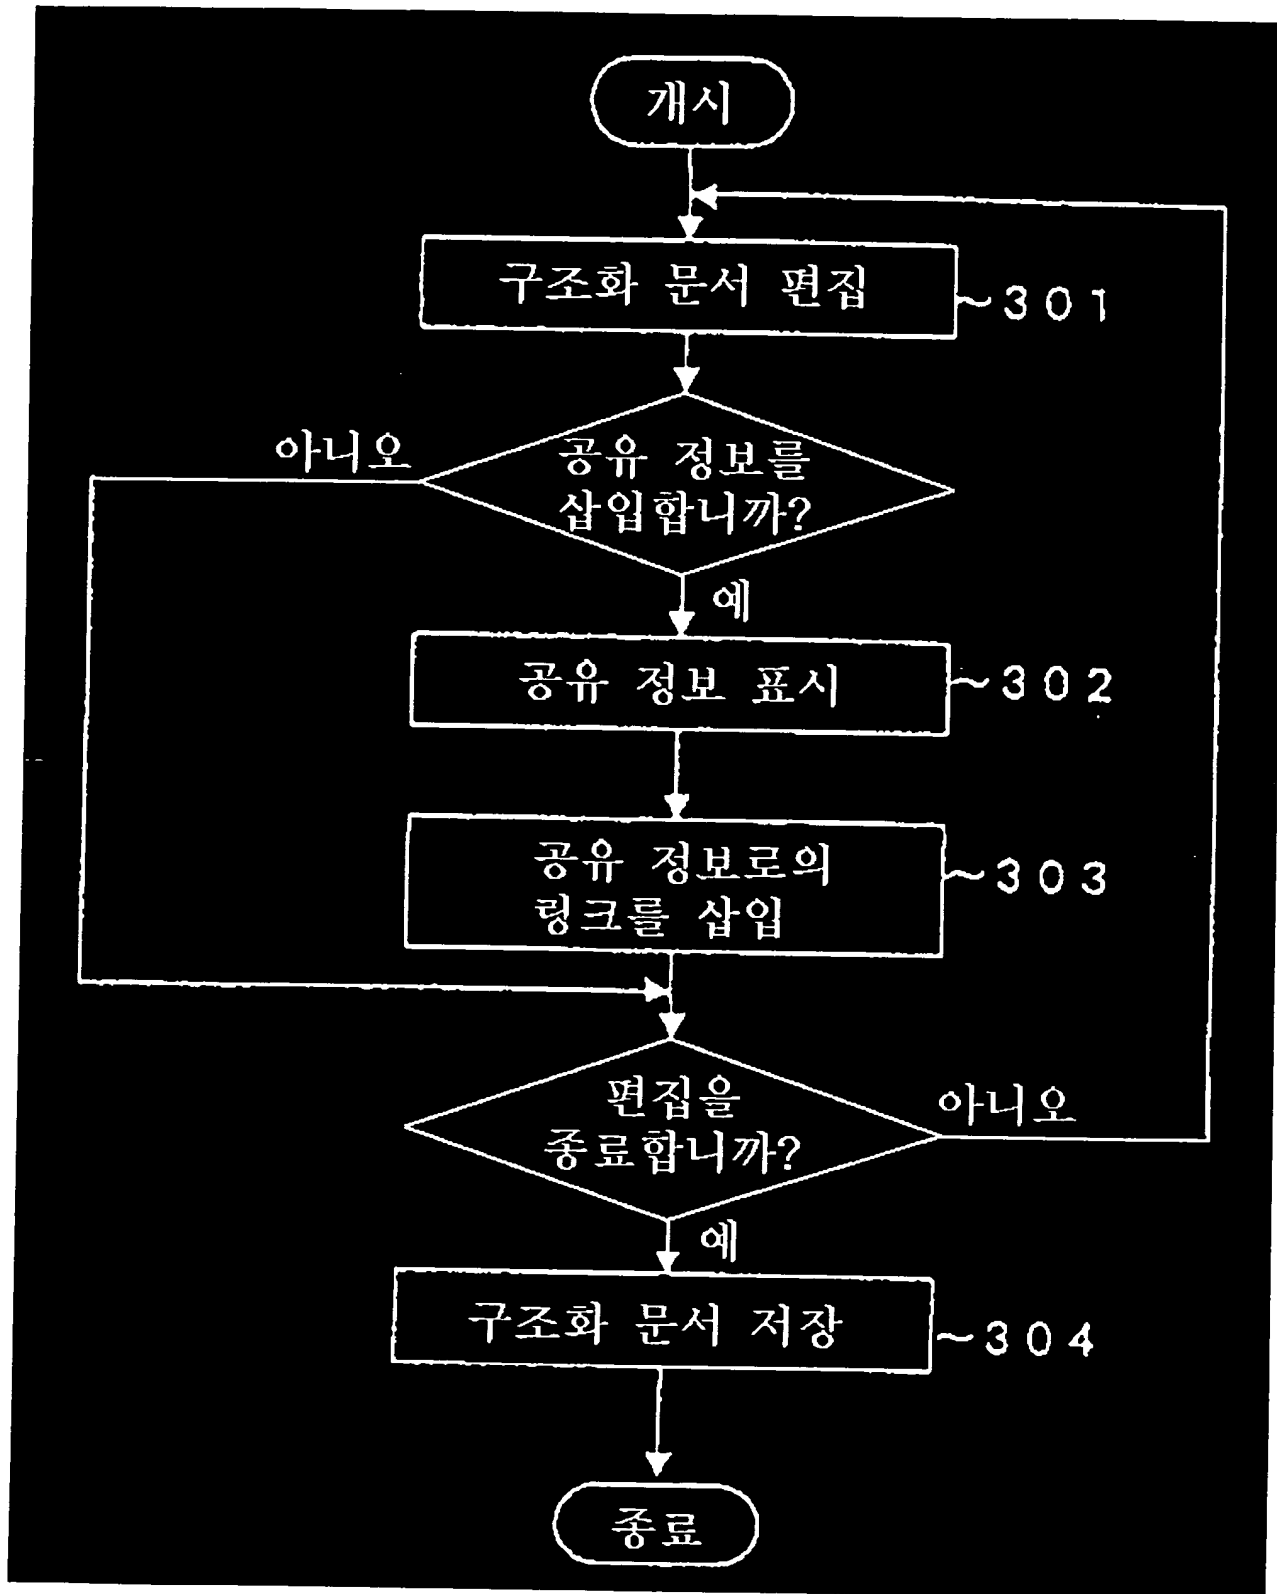 개시
구조화 문서 편집
~301
아니오
공유 정보를
삽입합니까?
예
공유 정보 표시
~302
공유 정보로의
링크를 삽입
~303
편집을
종료합니까?
아니오
예
구조화 문서 저장
~304
종료